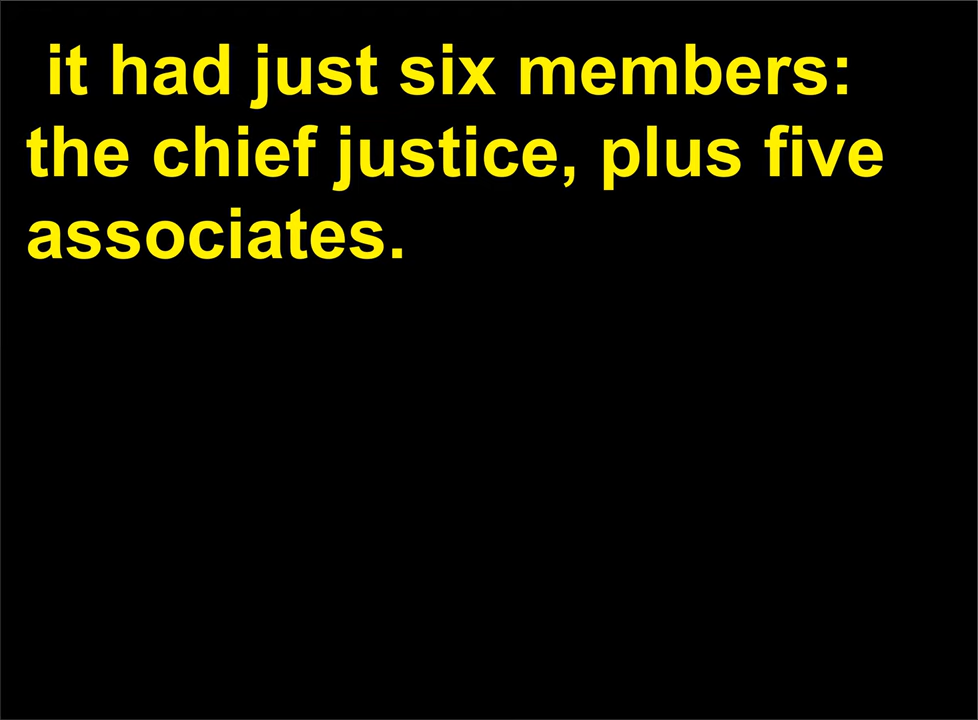 it had just six members:
the chief justice, plus five
associates.